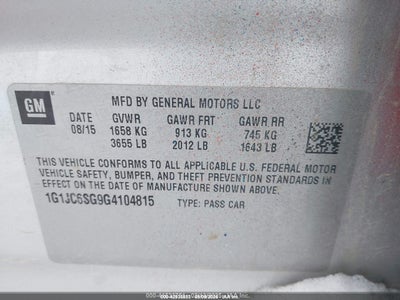 GM
MFD BY GENERAL MOTORS LLC
DATE GVWR GAWR FRT GAWR RR
08/15 1658 KG 913 KG 745 KG
3655 LB 2012 LB 1643 LB
THIS VEHICLE CONFORMS TO ALL APPLICABLE U.S. FEDERAL MOTOR
VEHICLE SAFETY, BUMPER, AND THEFT PREVENTION STANDARDS IN
EFFECT ON THE DATE OF MANUFACTURE SHOWN ABOVE.
1G1JC6SG9G4104815 TYPE: PASS CAR